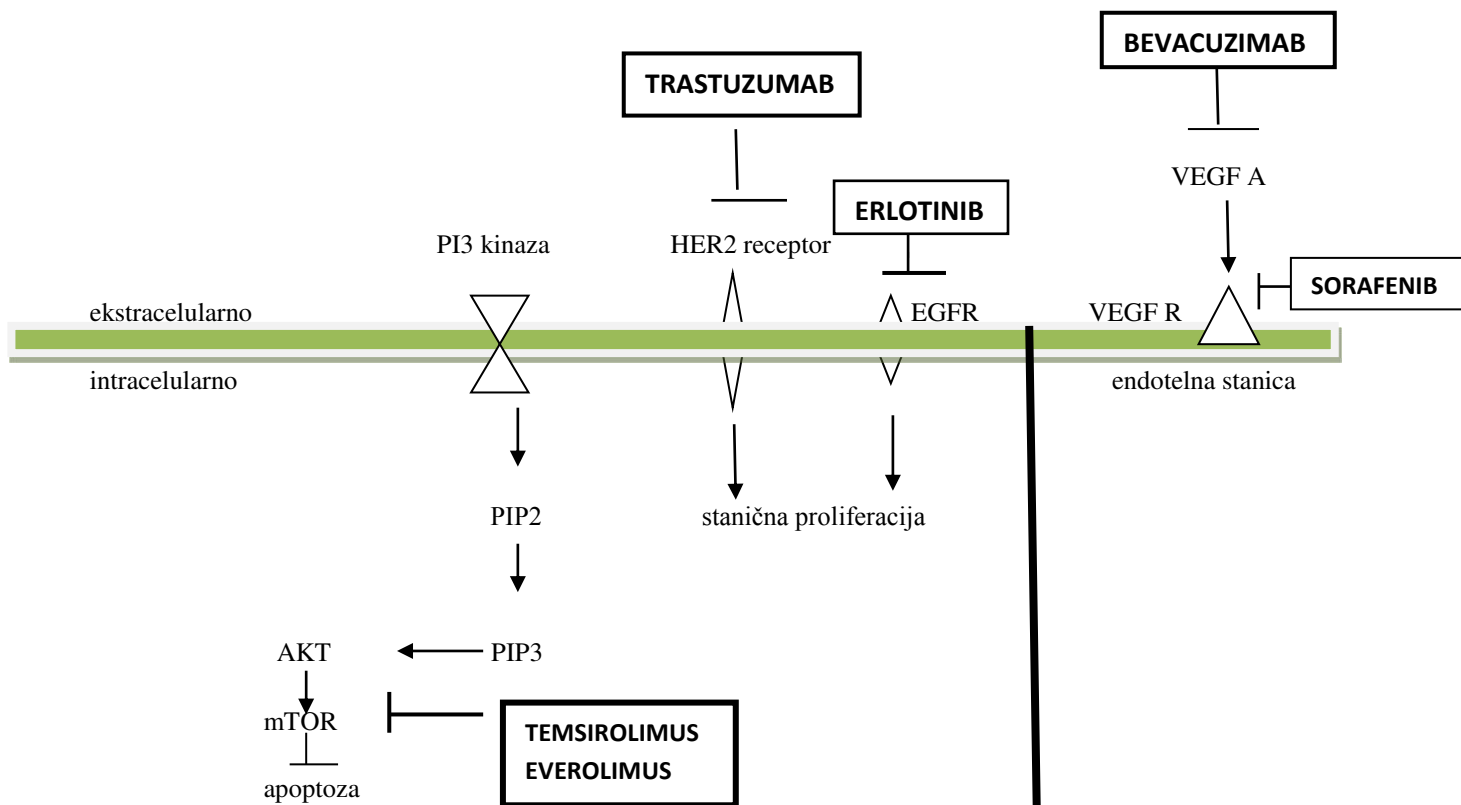 BEVACUZIMAB
TRASTUZUMAB
VEGF A
ERLOTINIB
PI3 kinaza
HER2 receptor
SORAFENIB
ekstracelularno
EGFR
VEGF R
intracelularno
endotelna stanica
PIP2
stanična proliferacija
AKT
PIP3
mTOR
TEMSIROLIMUS
EVEROLIMUS
apoptoza